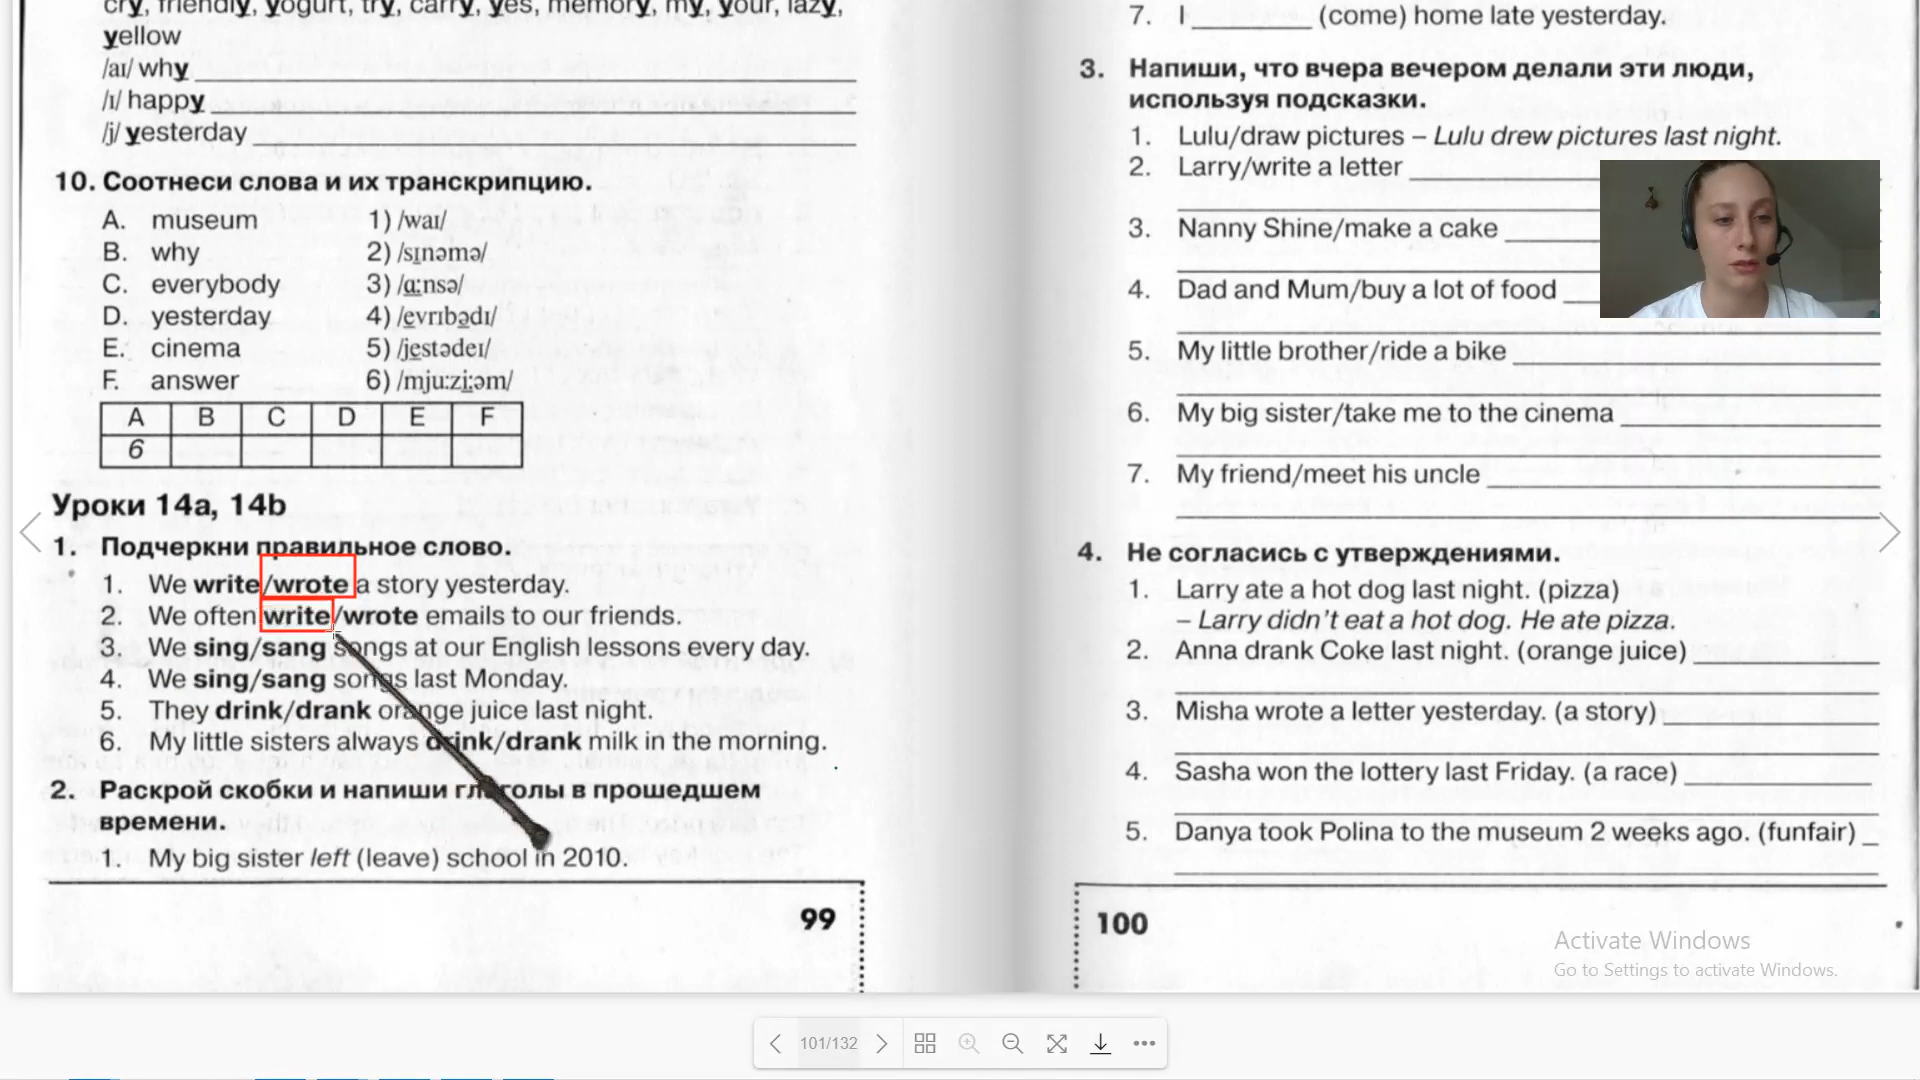 cry, friendly, yogurt, try, carry, yes, memory, my, your, lazy,
yellow
/aɪ/ why
/ɪ/ happy
/j/ yesterday
10. Соотнеси слова и их транскрипцию.
A. museum 1) /waɪ/
B. why 2) /sɪnəmə/
C. everybody 3) /ɑ:nsə/
D. yesterday 4) /evrɪbədɪ/
E. cinema 5) /jestədeɪ/
F. answer 6) /mju:zi:əm/
A B C D E F
6
Уроки 14a, 14b
1. Подчеркни правильное слово.
1. We write/wrote a story yesterday.
2. We often write/wrote emails to our friends.
3. We sing/sang songs at our English lessons every day.
4. We sing/sang songs last Monday.
5. They drink/drank orange juice last night.
6. My little sisters always drink/drank milk in the morning.
2. Раскрой скобки и напиши глаголы в прошедшем
времени.
1. My big sister left (leave) school in 2010.
99
7. I ________ (come) home late yesterday.
3. Напиши, что вчера вечером делали эти люди,
используя подсказки.
1. Lulu/draw pictures – Lulu drew pictures last night.
2. Larry/write a letter
3. Nanny Shine/make a cake
4. Dad and Mum/buy a lot of food
5. My little brother/ride a bike
6. My big sister/take me to the cinema
7. My friend/meet his uncle
4. Не согласись с утверждениями.
1. Larry ate a hot dog last night. (pizza)
– Larry didn't eat a hot dog. He ate pizza.
2. Anna drank Coke last night. (orange juice)
3. Misha wrote a letter yesterday. (a story)
4. Sasha won the lottery last Friday. (a race)
5. Danya took Polina to the museum 2 weeks ago. (funfair)
100
Activate Windows
Go to Settings to activate Windows.
101/132